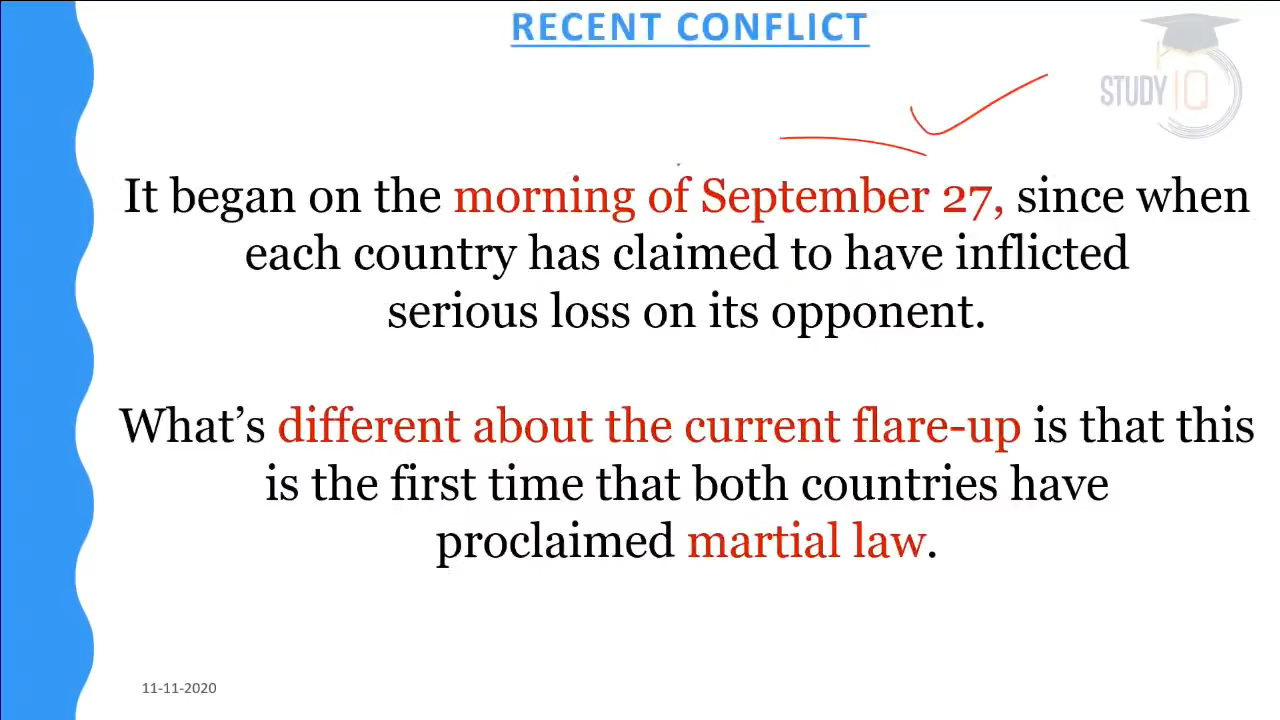 RECENT CONFLICT
STUDY IQ
It began on the morning of September 27, since when
each country has claimed to have inflicted
serious loss on its opponent.
What’s different about the current flare-up is that this
is the first time that both countries have
proclaimed martial law.
11-11-2020